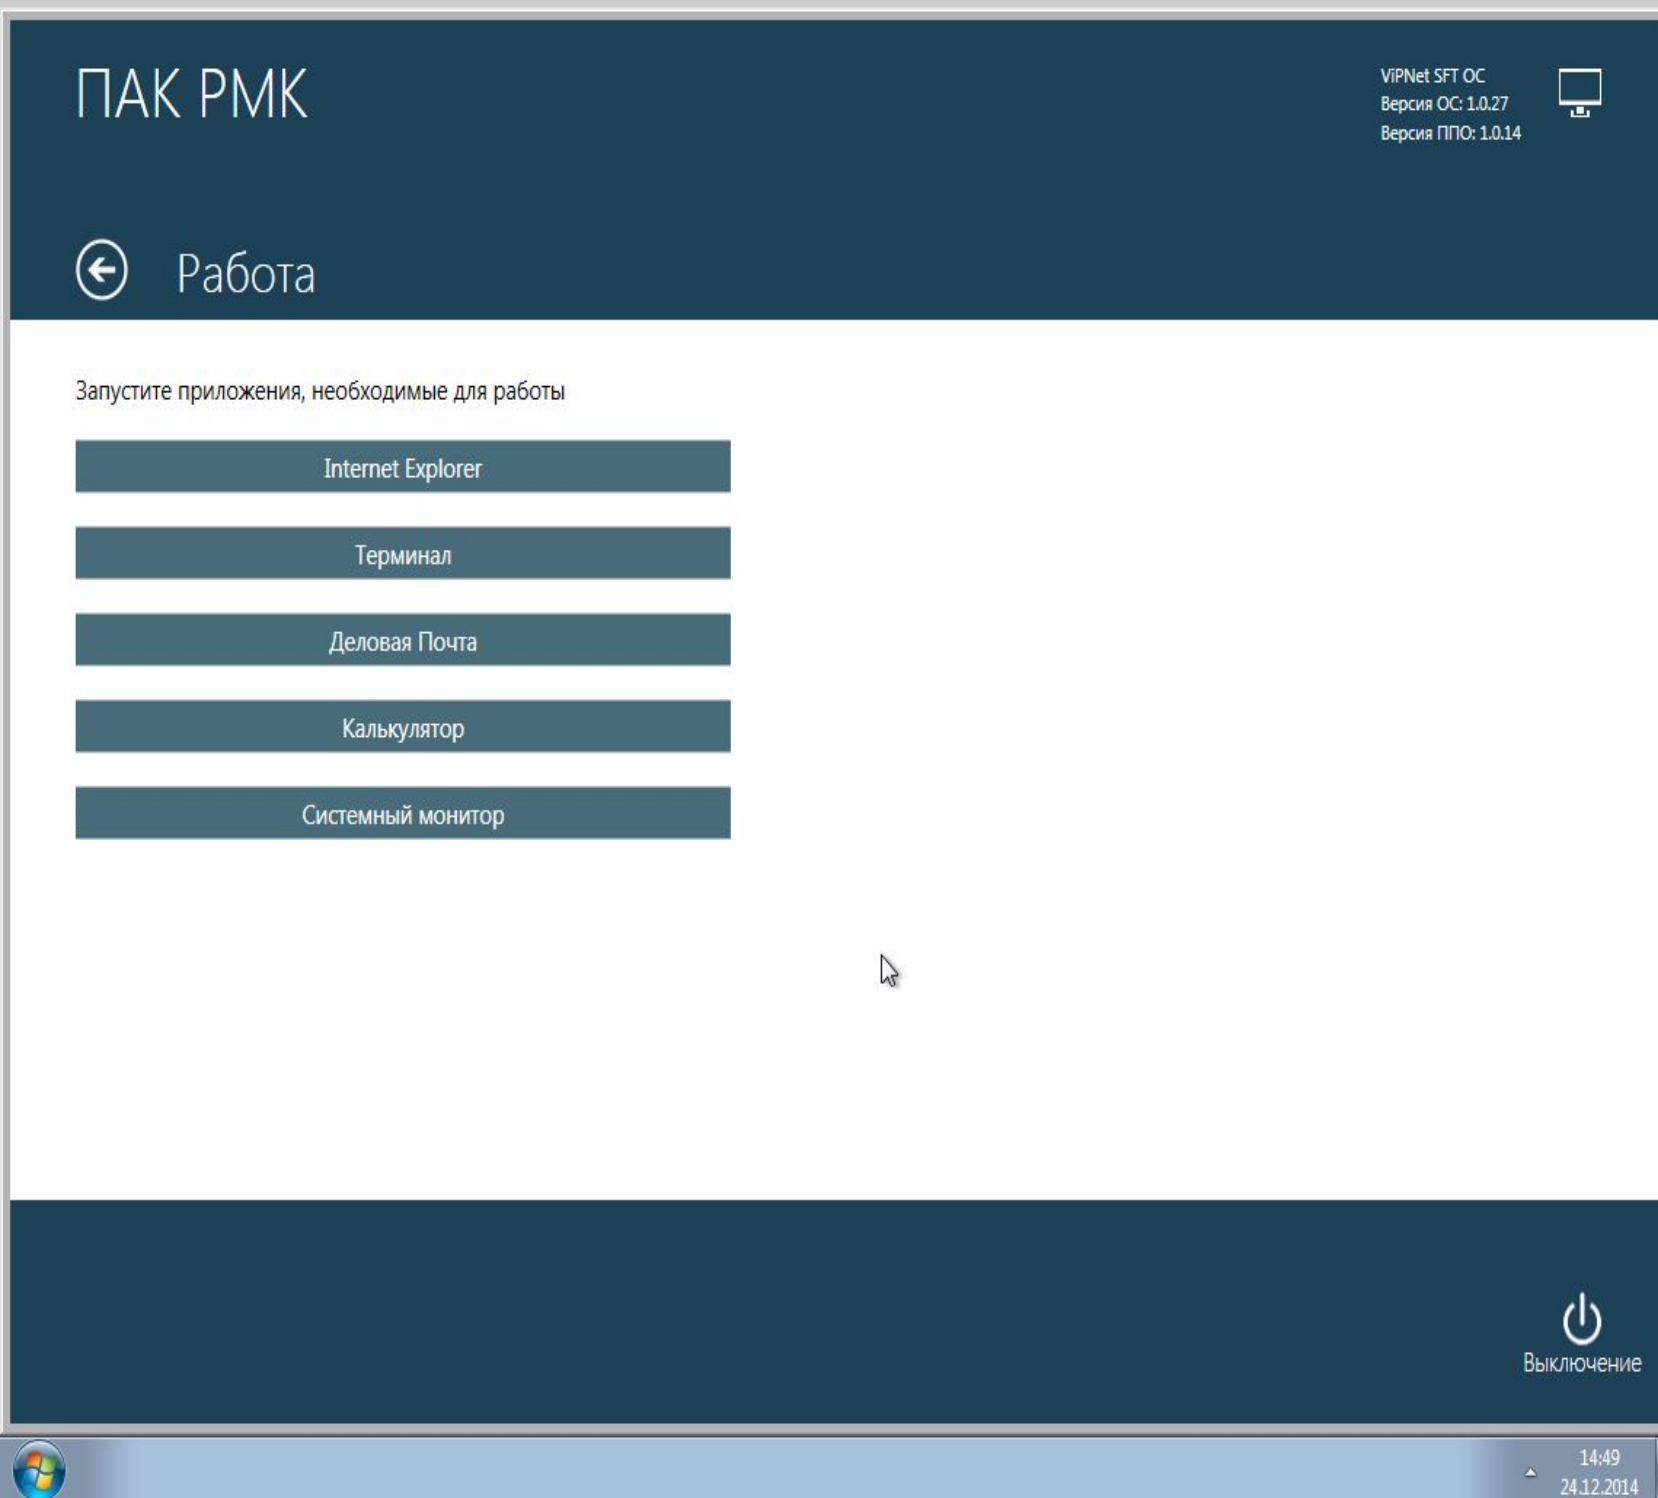 ПАК РМК
ViPNet SFT ОС
Версия ОС: 1.0.27
Версия ППО: 1.0.14
Работа
Запустите приложения, необходимые для работы
Internet Explorer
Терминал
Деловая Почта
Калькулятор
Системный монитор
Выключение
14:49
24.12.2014